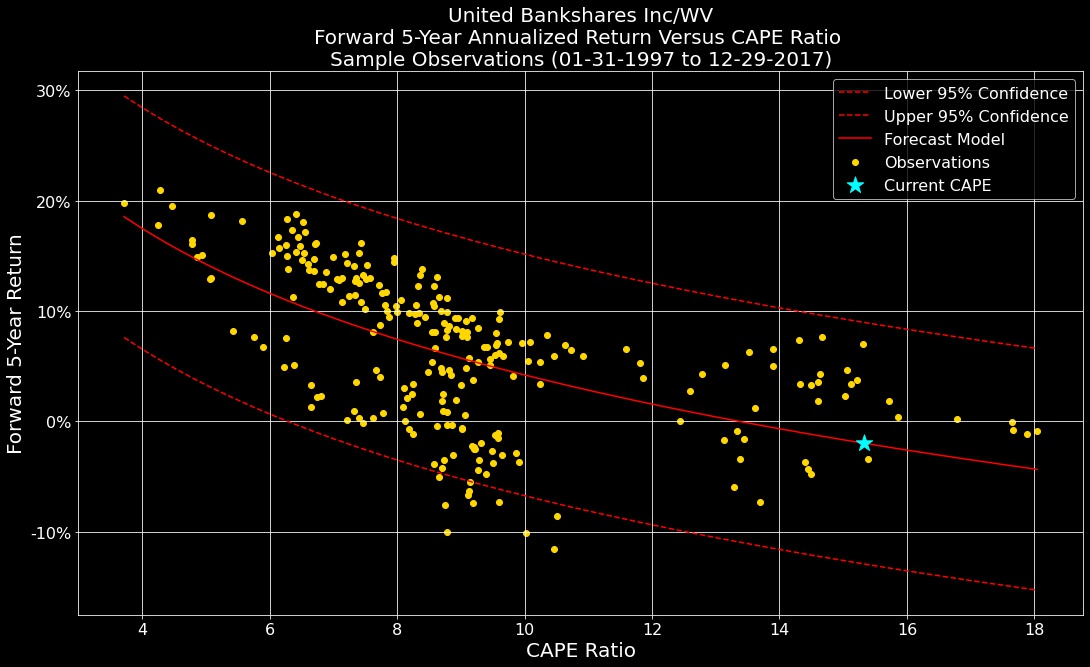 United Bankshares Inc/WV
Forward 5-Year Annualized Return Versus CAPE Ratio
Sample Observations (01-31-1997 to 12-29-2017)
Lower 95% Confidence
Upper 95% Confidence
Forecast Model
Observations
Current CAPE
Forward 5-Year Return
30%
20%
10%
0%
-10%
4 6 8 10 12 14 16 18
CAPE Ratio